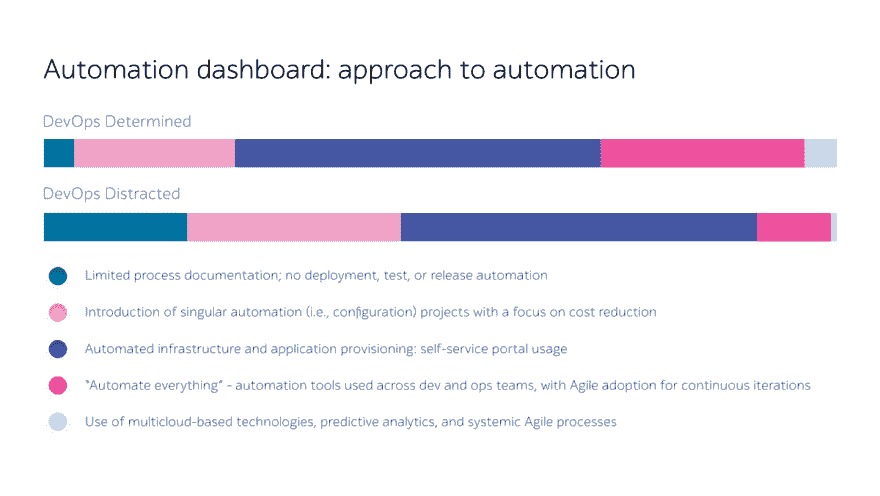 Automation dashboard: approach to automation
DevOps Determined
DevOps Distracted
Limited process documentation; no deployment, test, or release automation
Introduction of singular automation (i.e., configuration) projects with a focus on cost reduction
Automated infrastructure and application provisioning: self-service portal usage
“Automate everything” - automation tools used across dev and ops teams, with Agile adoption for continuous iterations
Use of multicloud-based technologies, predictive analytics, and systemic Agile processes